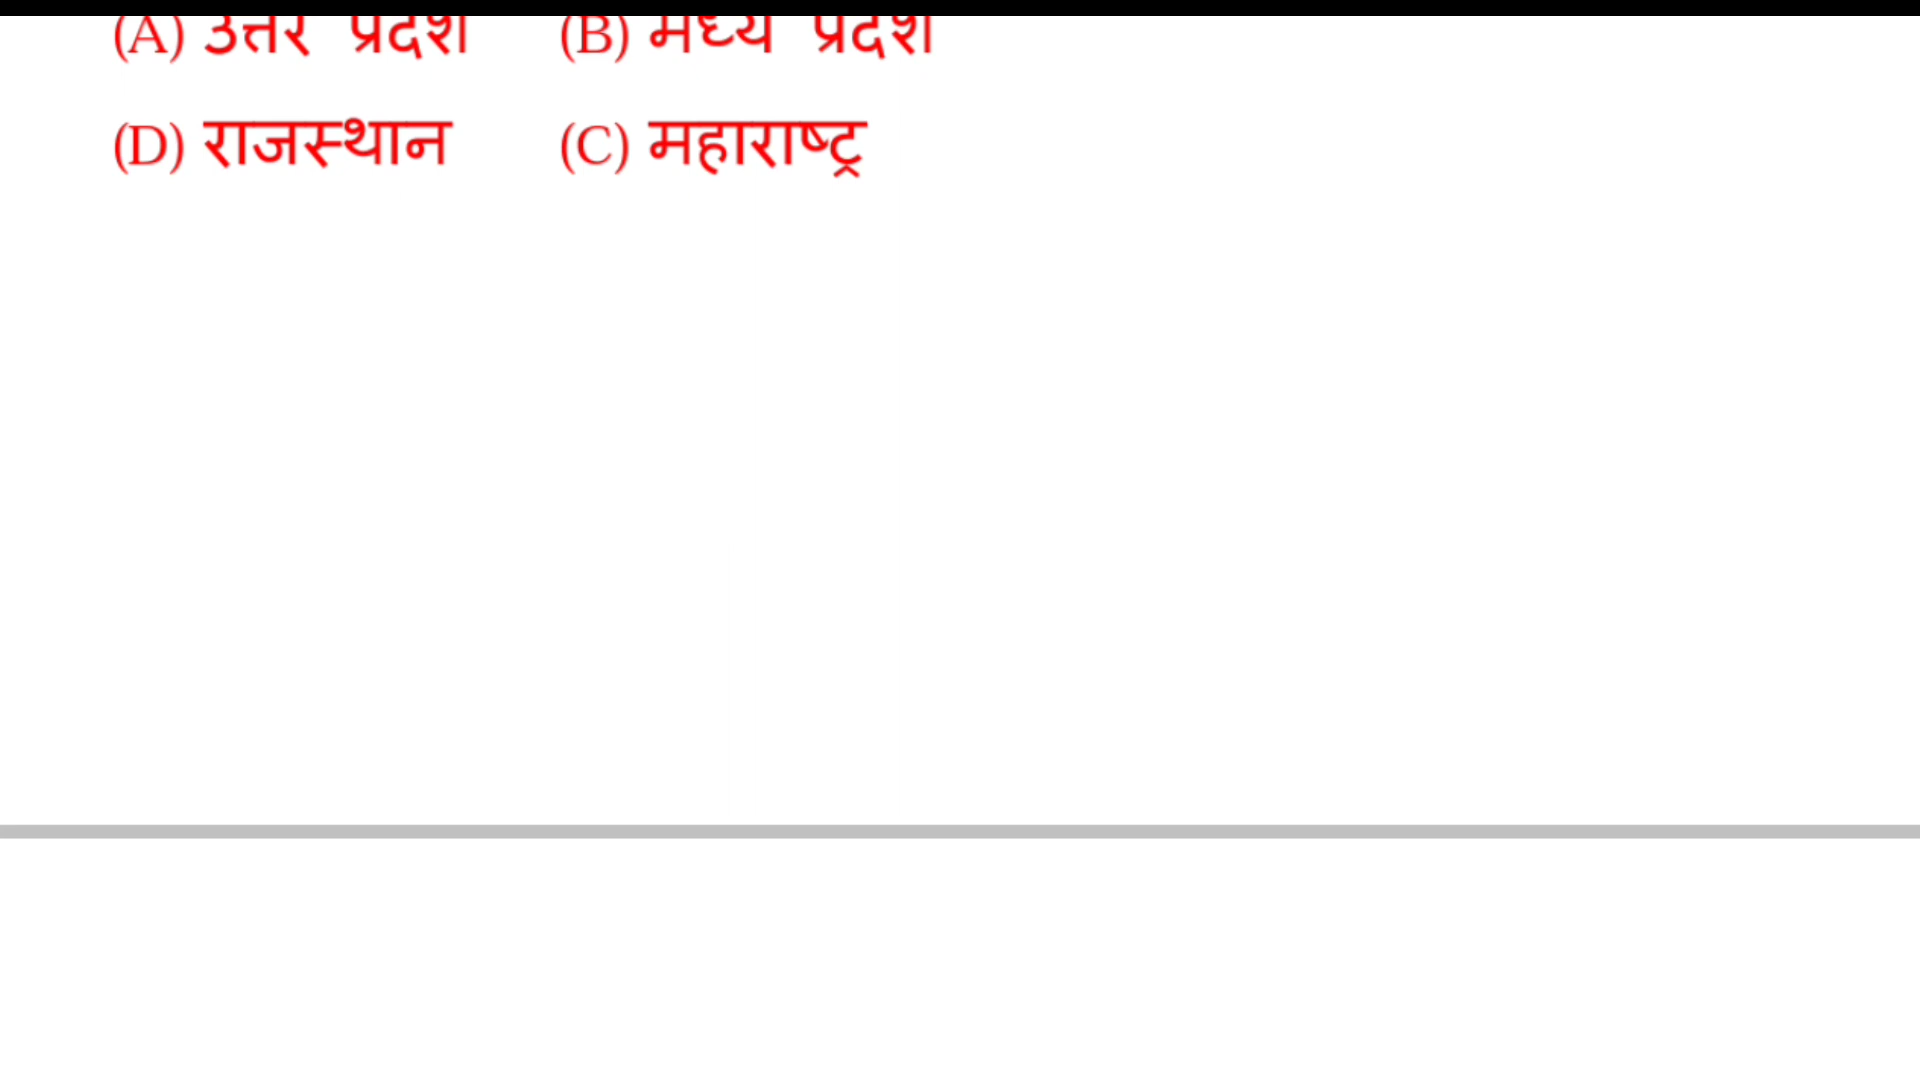 (A) उत्तर प्रदेश (B) मध्य प्रदेश
(D) राजस्थान (C) महाराष्ट्र